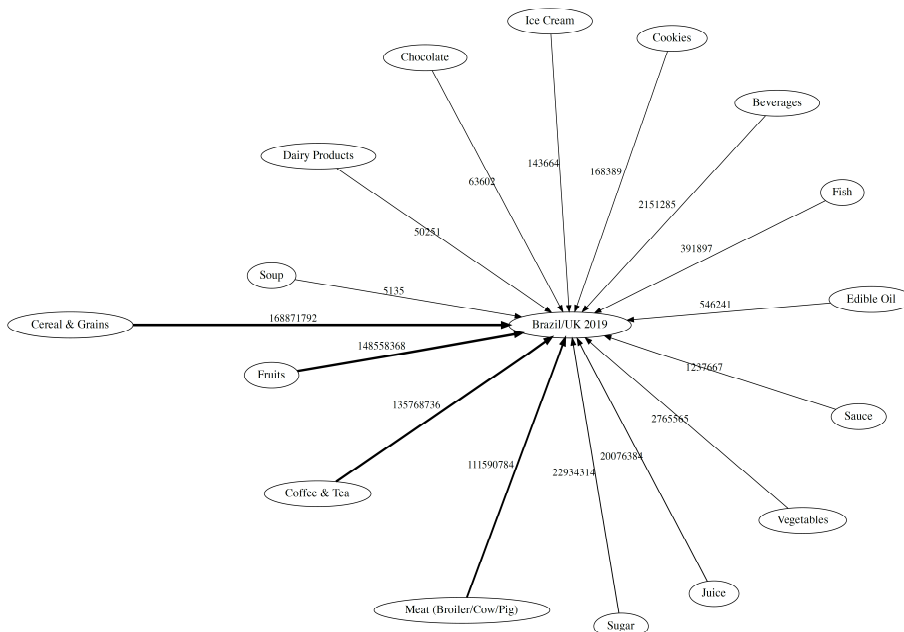 Ice Cream
Cookies
Chocolate
Beverages
Dairy Products
143664
168389
63602
Fish
2151285
50251
391897
Soup
5135
546241
Edible Oil
Cereal & Grains
168871792
Brazil/UK 2019
148558368
Fruits
1237667
135768736
2765565
Sauce
20076384
111590784
22934314
Coffee & Tea
Vegetables
Juice
Meat (Broiler/Cow/Pig)
Sugar